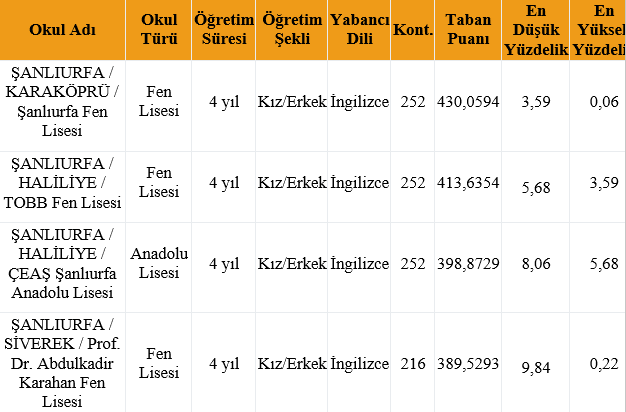 Okul Adı
Okul Türü
Öğretim Süresi
Öğretim Şekli
Yabancı Dili
Kont.
Taban Puanı
En Düşük Yüzdelik
En
ŞANLIURFA /
KARAKÖPRÜ /
Şanlıurfa Fen
Lisesi
Fen
Lisesi
4 yıl
Kız/Erkek
İngilizce
252
430,0594
3,59
0,06
ŞANLIURFA /
HALİLİYE /
TOBB Fen Lisesi
Fen
Lisesi
4 yıl
Kız/Erkek
İngilizce
252
413,6354
5,68
3,59
ŞANLIURFA /
HALİLİYE /
ÇEAŞ Şanlıurfa
Anadolu Lisesi
Anadolu
Lisesi
4 yıl
Kız/Erkek
İngilizce
252
398,8729
8,06
5,68
ŞANLIURFA /
SİVEREK / Prof.
Dr. Abdulkadir
Karahan Fen
Lisesi
Fen
Lisesi
4 yıl
Kız/Erkek
İngilizce
216
389,5293
9,84
0,22